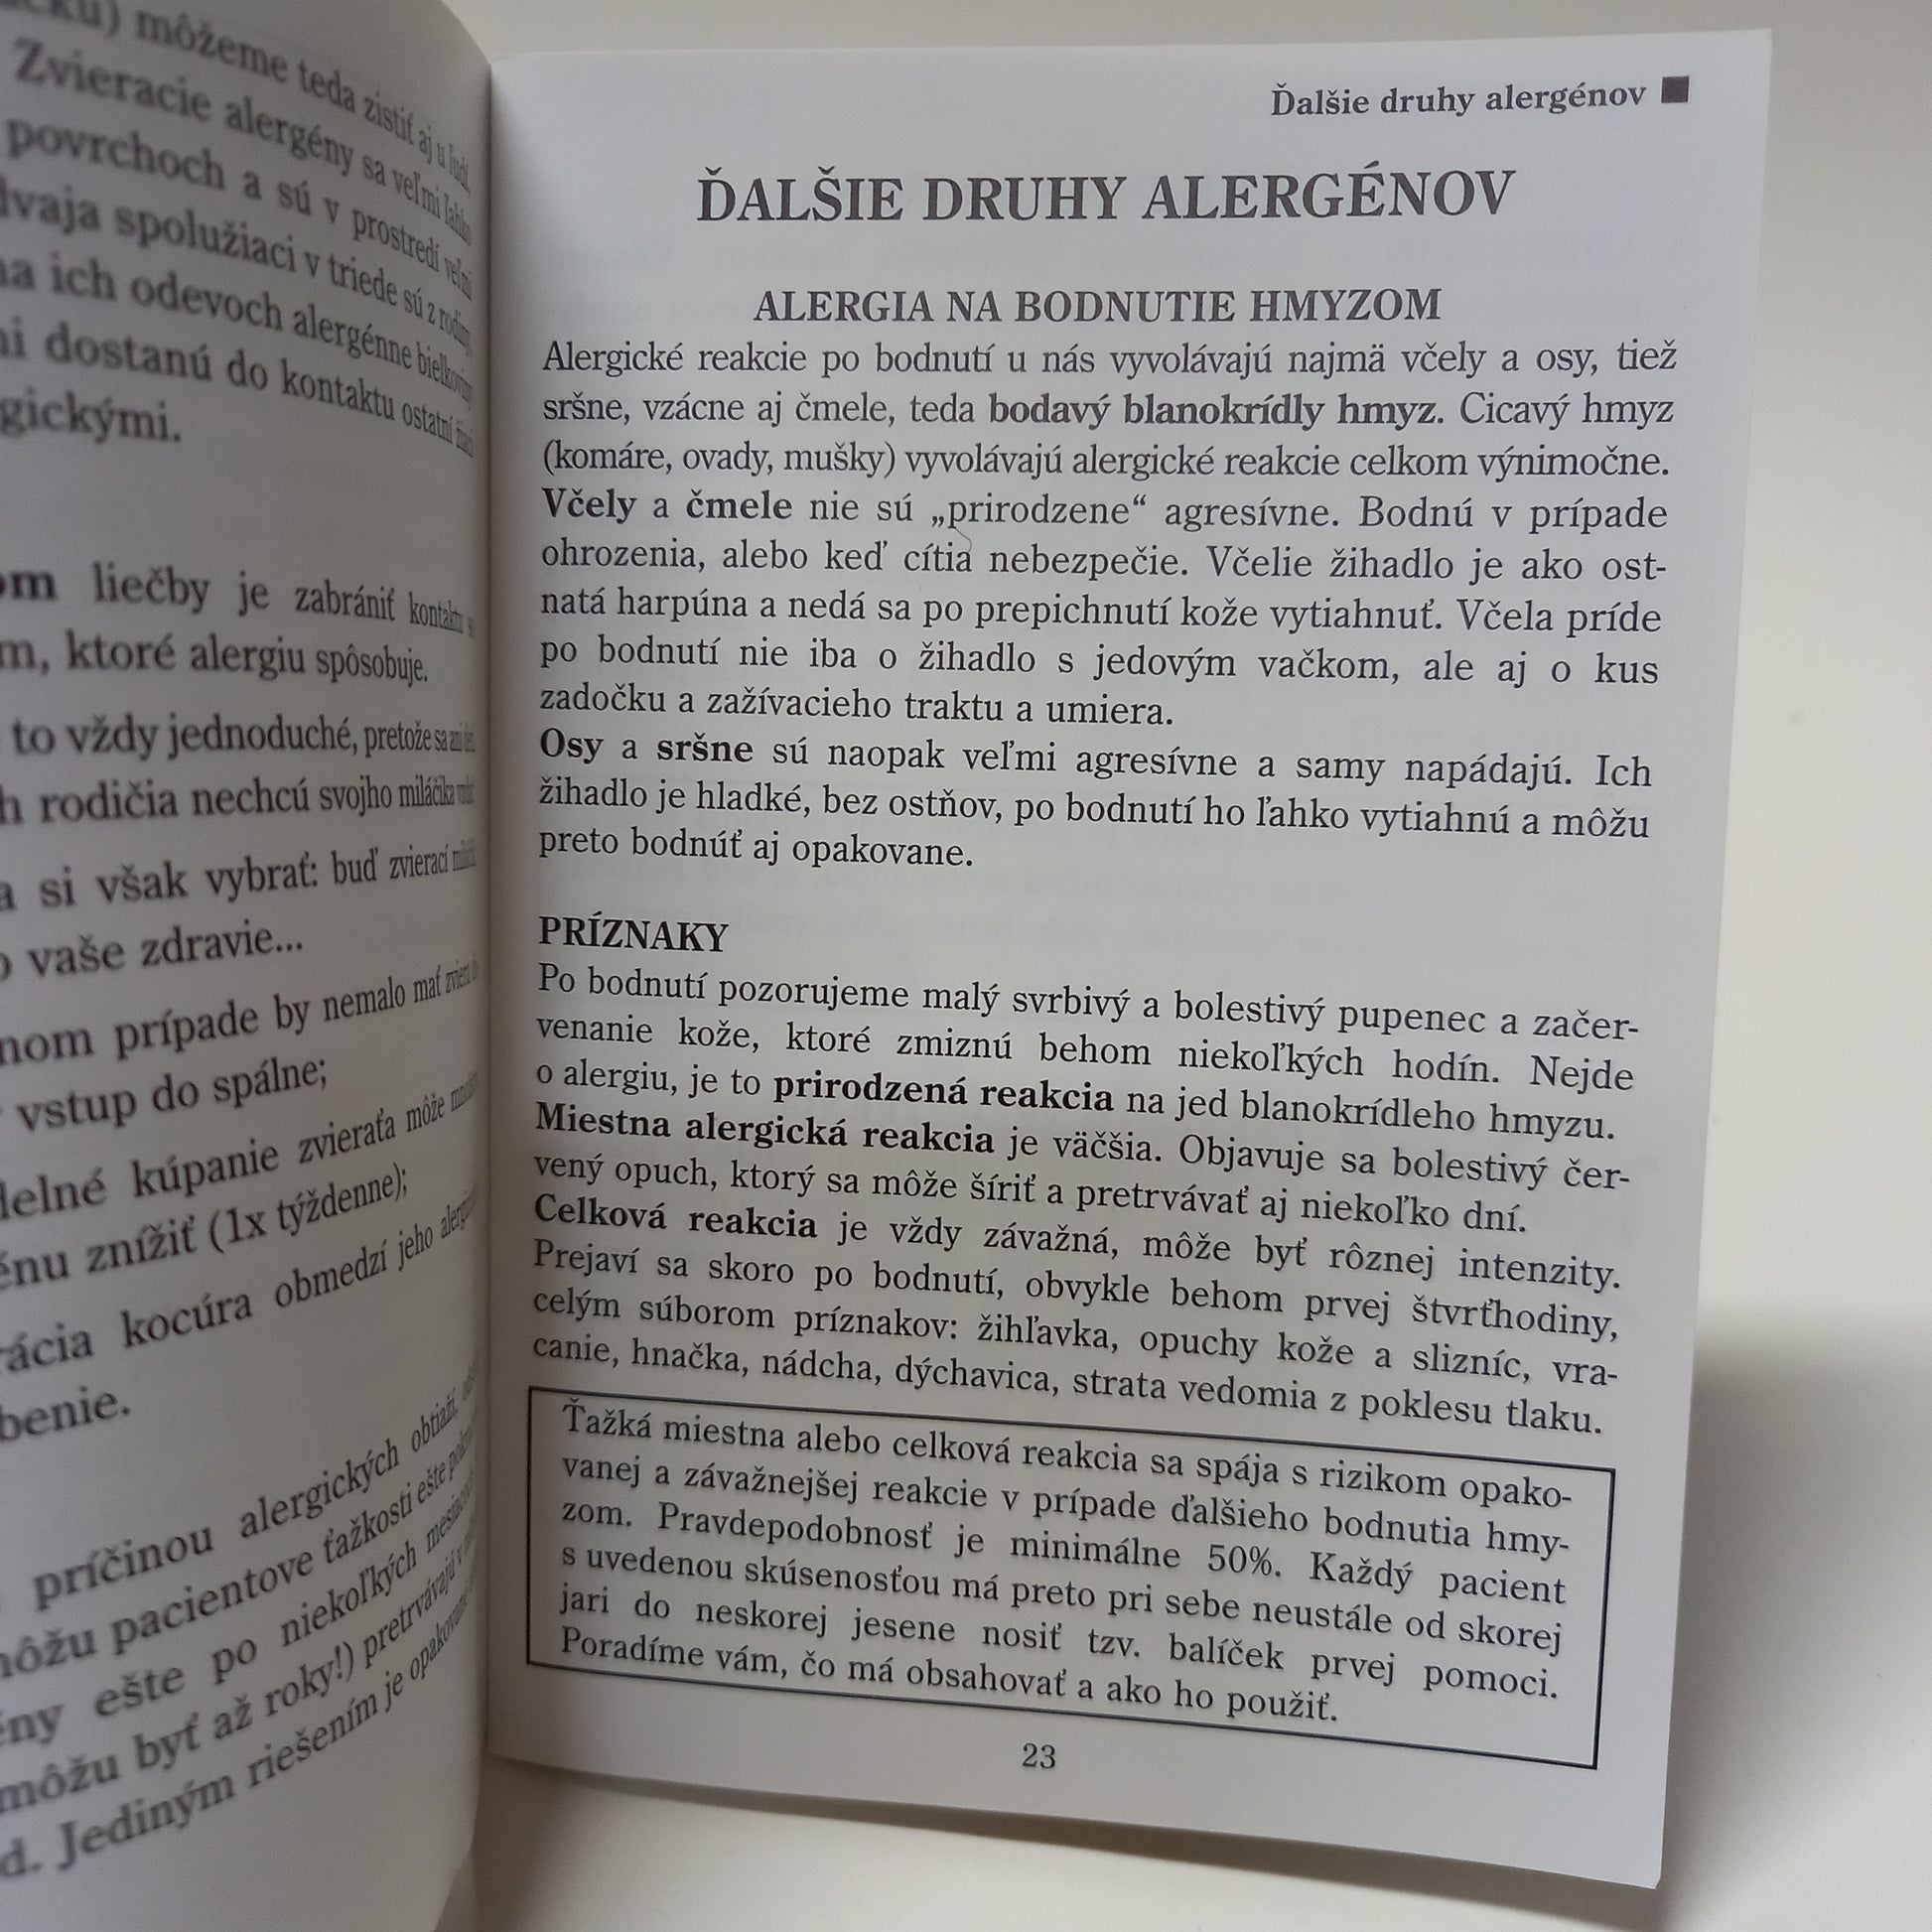 môžeme teda zistiť aj u ľudí,
Zvieracie alergény sa veľmi ľahko
povrchoch a sú v prostredí veľmi
dvaja spolužiaci v triede sú z rodiny,
na ich odevoch alergénne bielkoviny
dostanú do kontaktu ostatní žiaci
liečby je zabrániť kontaktu
ktoré alergiu spôsobuje.
to vždy jednoduché, pretože sa ani
rodičia nechcú svojho miláčika
si však vybrať: buď zvierací
vaše zdravie...
prípade by nemalo mať
vstup do spálne;
kúpanie zvieraťa môže
znížiť (1x týždenne);
kocúra obmedzí jeho
príčinou alergických obtiaží,
pacientove ťažkosti ešte
ešte po niekoľkých
môžu byť až roky!) pretrvávajú v
Jediným riešením je opakované
Ďalšie druhy alergénov
ĎALŠIE DRUHY ALERGÉNOV
ALERGIA NA BODNUTIE HMYZOM
Alergické reakcie po bodnutí u nás vyvolávajú najmä včely a osy, tiež
sršne, vzácne aj čmele, teda bodavý blanokrídly hmyz. Cicavý hmyz
(komáre, ovady, mušky) vyvolávajú alergické reakcie celkom výnimočne.
Včely a čmele nie sú „prirodzene“ agresívne. Bodnú v prípade
ohrozenia, alebo keď cítia nebezpečie. Včelie žihadlo je ako ost-
natá harpúna a nedá sa po prepichnutí kože vytiahnuť. Včela príde
po bodnutí nie iba o žihadlo s jedovým vačkom, ale aj o kus
zadočku a zažívacieho traktu a umiera.
Osy a sršne sú naopak veľmi agresívne a samy napádajú. Ich
žihadlo je hladké, bez ostňov, po bodnutí ho ľahko vytiahnú a môžu
preto bodnúť aj opakovane.
PRÍZNAKY
Po bodnutí pozorujeme malý svrbivý a bolestivý pupenec a začer-
venanie kože, ktoré zmiznú behom niekoľkých hodín. Nejde
o alergiu, je to prirodzená reakcia na jed blanokrídleho hmyzu.
Miestna alergická reakcia je väčšia. Objavuje sa bolestivý čer-
vený opuch, ktorý sa môže šíriť a pretrvávať aj niekoľko dní.
Celková reakcia je vždy závažná, môže byť rôznej intenzity.
Prejaví sa skoro po bodnutí, obvykle behom prvej štvrťhodiny,
celým súborom príznakov: žihľavka, opuchy kože a slizníc, vra-
canie, hnačka, nádcha, dýchavica, strata vedomia z poklesu tlaku.
Ťažká miestna alebo celková reakcia sa spája s rizikom opako-
vanej a závažnejšej reakcie v prípade ďalšieho bodnutia hmy-
zom. Pravdepodobnosť je minimálne 50%. Každý pacient
s uvedenou skúsenosťou má preto pri sebe neustále od skorej
jari do neskorej jesene nosiť tzv. balíček prvej pomoci.
Poradíme vám, čo má obsahovať a ako ho použiť.
23